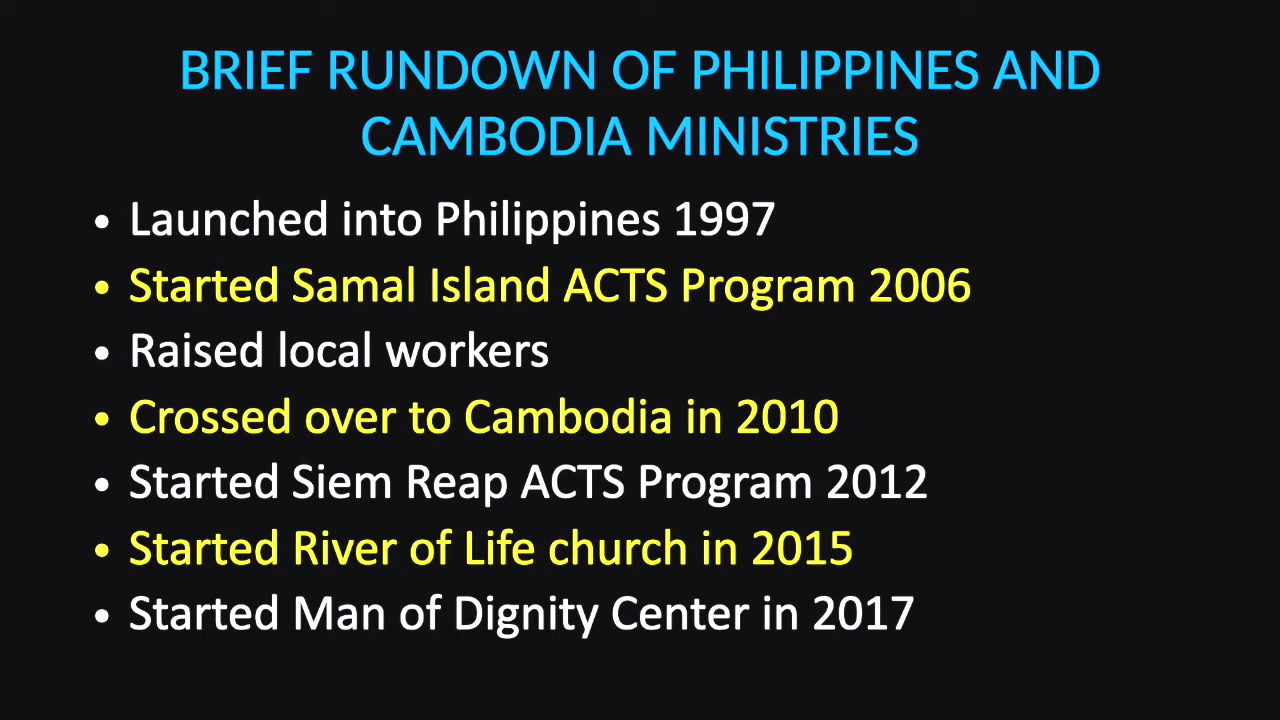 BRIEF RUNDOWN OF PHILIPPINES AND
CAMBODIA MINISTRIES
• Launched into Philippines 1997
• Started Samal Island ACTS Program 2006
• Raised local workers
• Crossed over to Cambodia in 2010
• Started Siem Reap ACTS Program 2012
• Started River of Life church in 2015
• Started Man of Dignity Center in 2017